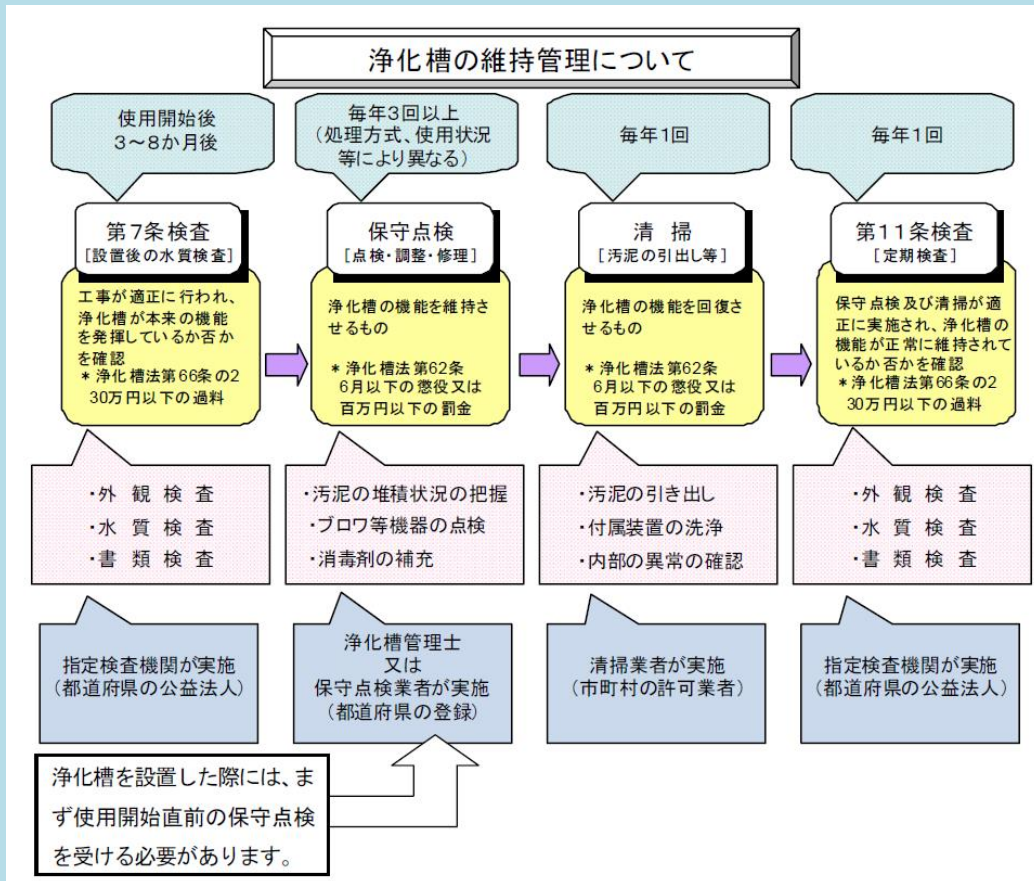 浄化槽の維持管理について
使用開始後
3～8か月後
毎年3回以上
(処理方式、使用状況
等により異なる)
毎年1回
毎年1回
第7条検査
[設置後の水質検査]
保守点検
[点検・調整・修理]
清 掃
[汚泥の引出し等]
第11条検査
[定期検査]
工事が適正に行われ、
浄化槽が本来の機能
を発揮しているか否か
を確認
＊浄化槽法第66条の2
30万円以下の過料
浄化槽の機能を維持さ
せるもの
＊浄化槽法第62条
6月以下の懲役又は
百万円以下の罰金
浄化槽の機能を回復さ
せるもの
＊浄化槽法第62条
6月以下の懲役又は
百万円以下の罰金
保守点検及び清掃が適
正に実施され、浄化槽の
機能が正常に維持されて
いるか否かを確認
＊浄化槽法第66条の2
30万円以下の過料
・外 観 検 査
・水 質 検 査
・書 類 検 査
・汚泥の堆積状況の把握
・ブロワ等機器の点検
・消毒剤の補充
・汚泥の引き出し
・付属装置の洗浄
・内部の異常の確認
・外 観 検 査
・水 質 検 査
・書 類 検 査
指定検査機関が実施
(都道府県の公益法人)
浄化槽管理士
又は
保守点検業者が実施
(都道府県の登録)
清掃業者が実施
(市町村の許可業者)
指定検査機関が実施
(都道府県の公益法人)
浄化槽を設置した際には、ま
ず使用開始直前の保守点検
を受ける必要があります。